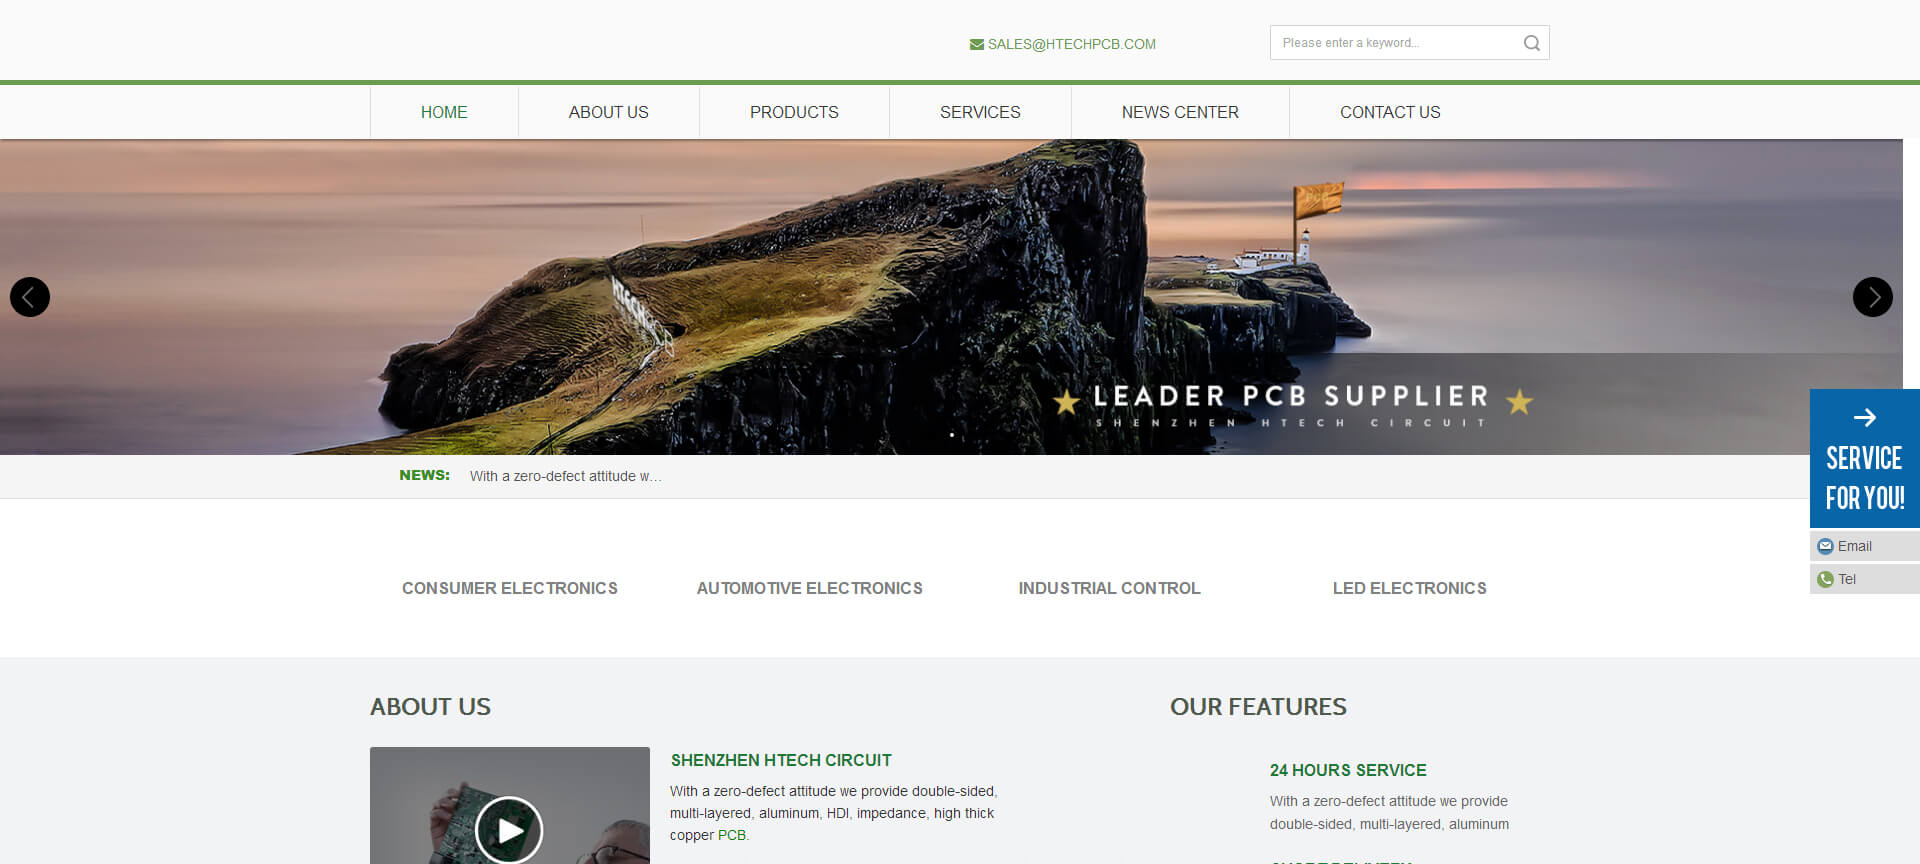 SALES@HTECHPCB.COM
Please enter a keyword...
HOME
ABOUT US
PRODUCTS
SERVICES
NEWS CENTER
CONTACT US
HTECH
LEADER PCB SUPPLIER
SHENZHEN HTECH CIRCUIT
SERVICE
FOR YOU!
Email
Tel
NEWS:
With a zero-defect attitude w...
CONSUMER ELECTRONICS
AUTOMOTIVE ELECTRONICS
INDUSTRIAL CONTROL
LED ELECTRONICS
ABOUT US
SHENZHEN HTECH CIRCUIT
With a zero-defect attitude we provide double-sided,
multi-layered, aluminum, HDI, impedance, high thick
copper PCB.
OUR FEATURES
24 HOURS SERVICE
With a zero-defect attitude we provide
double-sided, multi-layered, aluminum